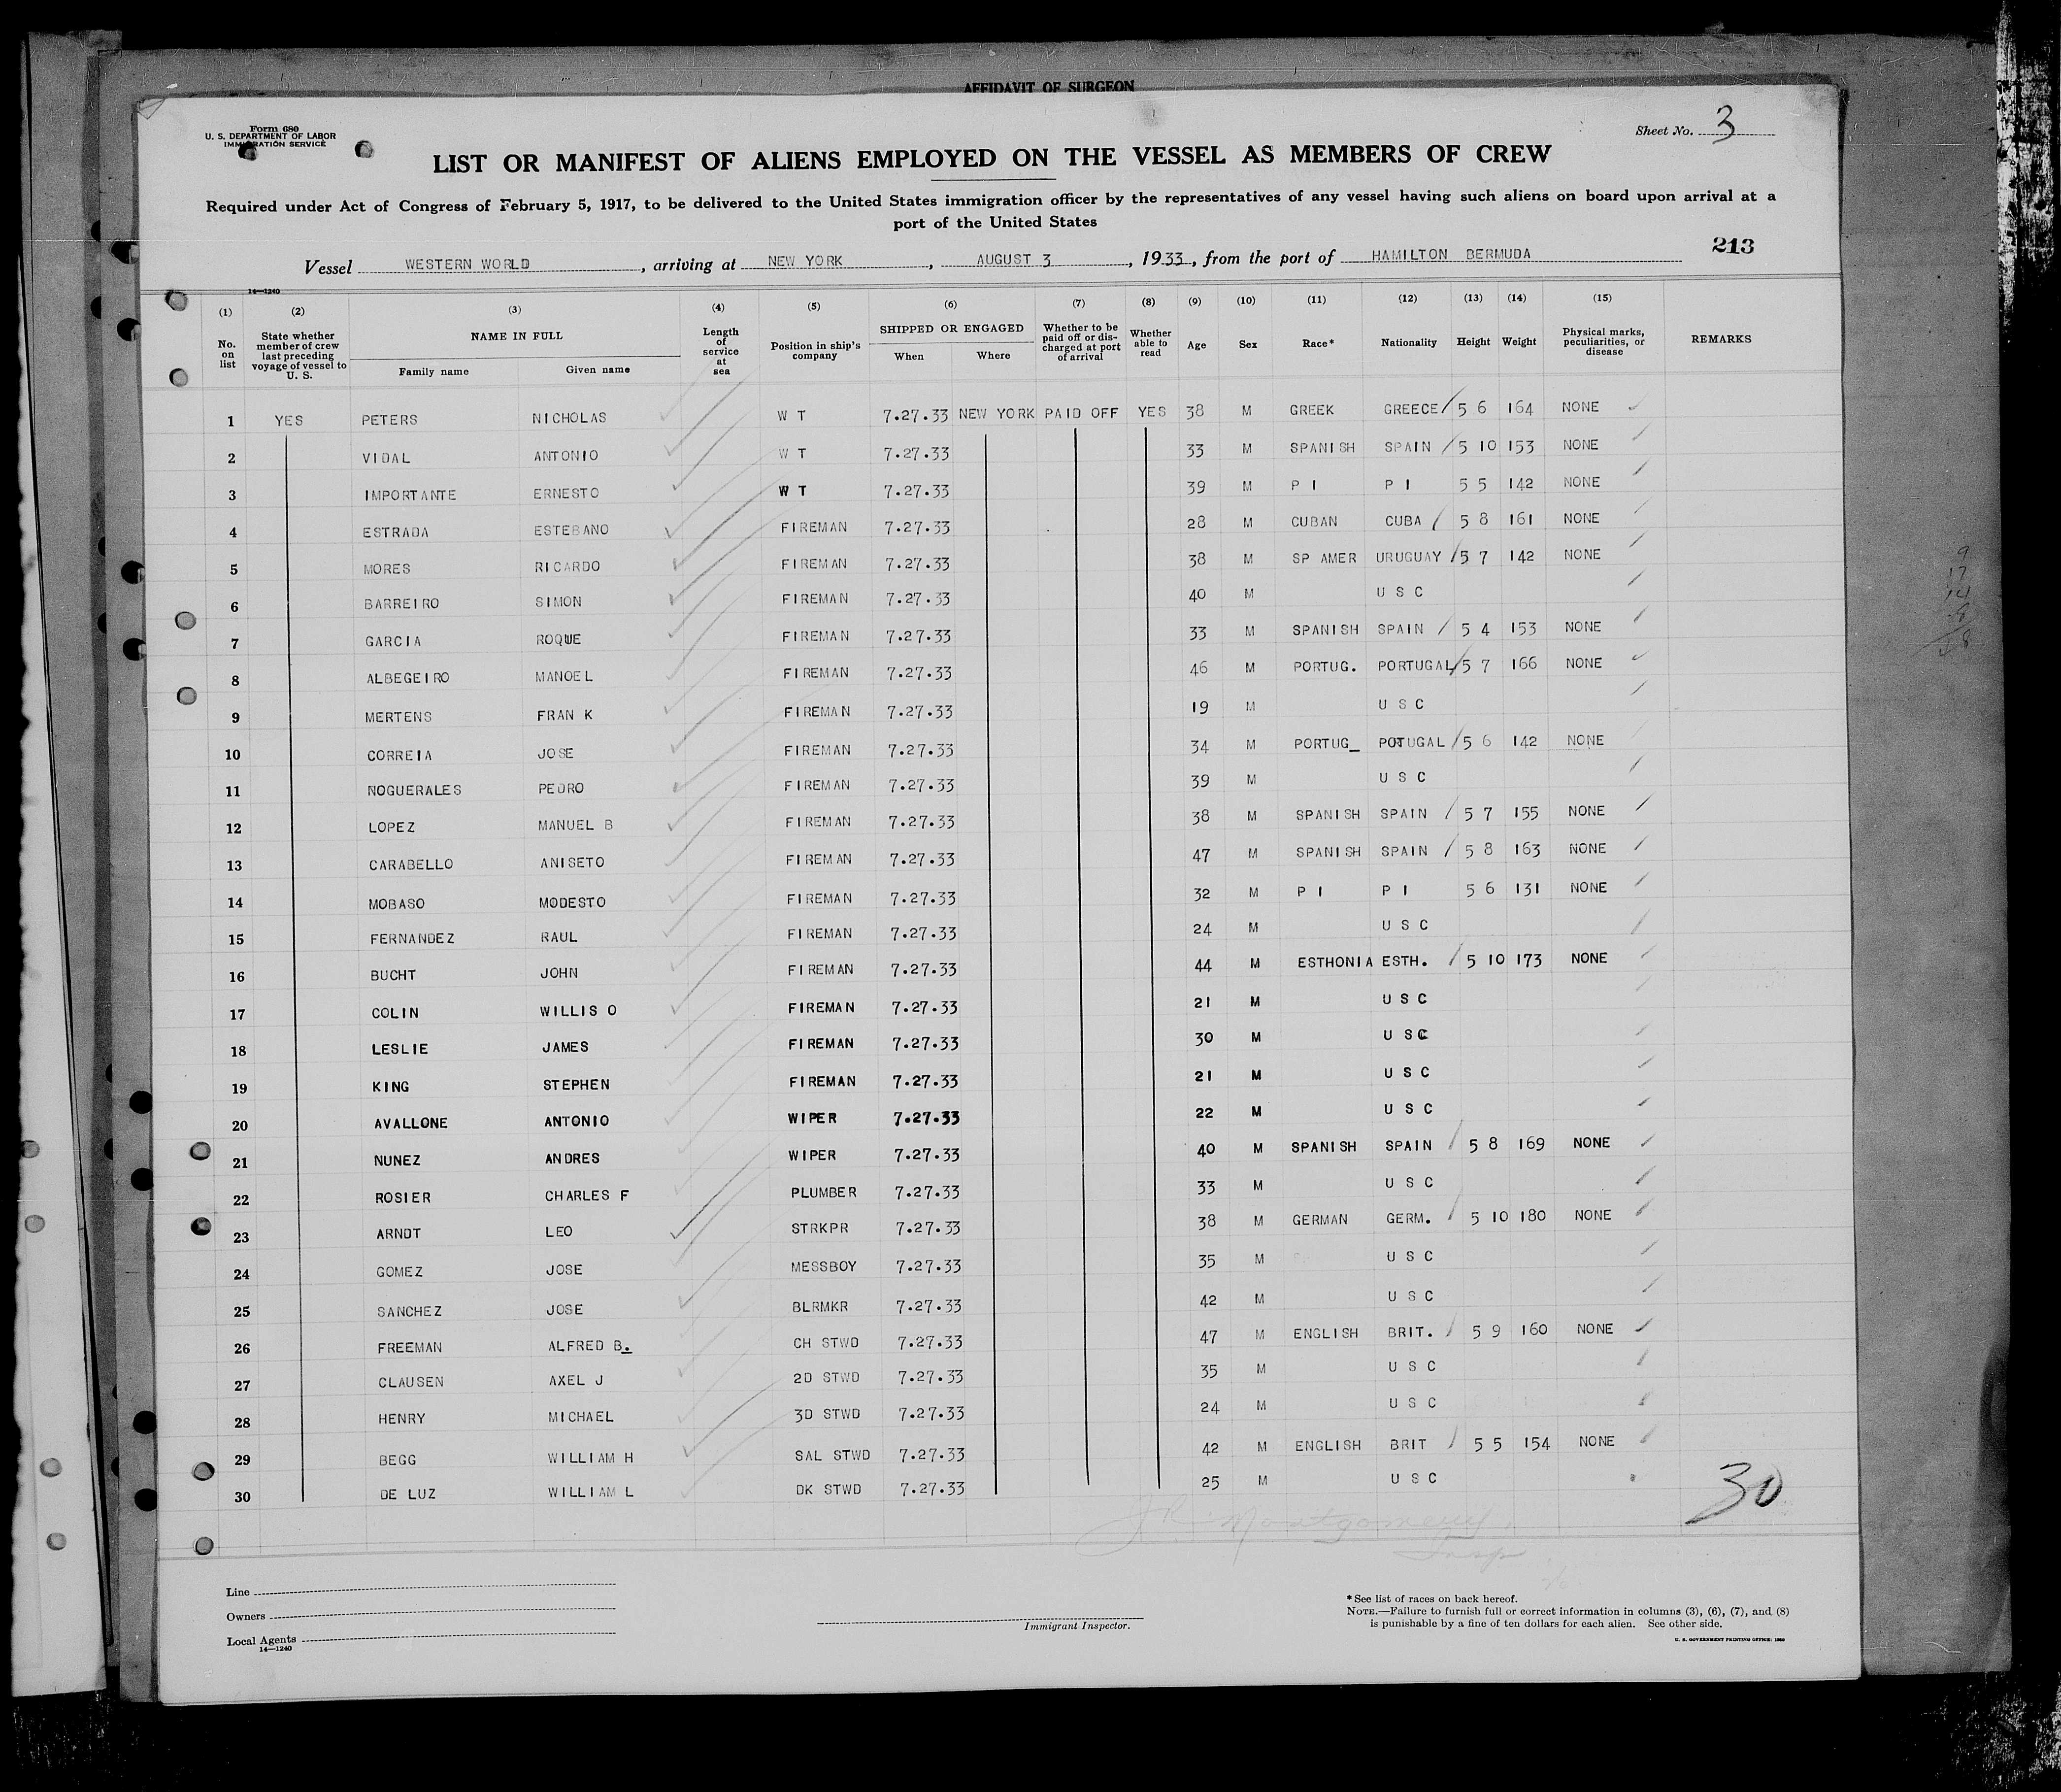 AFFIDAVIT OF SURGEON
Form 680
U. S. DEPARTMENT OF LABOR
IMMIGRATION SERVICE
Sheet No. 3
LIST OR MANIFEST OF ALIENS EMPLOYED ON THE VESSEL AS MEMBERS OF CREW
Required under Act of Congress of February 5, 1917, to be delivered to the United States immigration officer by the representatives of any vessel having such aliens on board upon arrival at a
port of the United States
213
Vessel WESTERN WORLD, arriving at NEW YORK, AUGUST 3, 1933, from the port of HAMILTON BERMUDA
14—1240
(1) (2) (3) (4) (5) (6) (7) (8) (9) (10) (11) (12) (13) (14) (15)
No. on list State whether member of crew last preceding voyage of vessel to U. S. NAME IN FULL Family name Given name Length of service at sea Position in ship's company SHIPPED OR ENGAGED When Where Whether to be paid off or discharged at port of arrival Whether able to read Age Sex Race* Nationality Height Weight Physical marks, peculiarities, or disease REMARKS
1 YES PETERS NICHOLAS W T 7.27.33 NEW YORK PAID OFF YES 38 M GREEK GREECE 5 6 164 NONE
2 VIDAL ANTONIO W T 7.27.33 33 M SPANISH SPAIN 5 10 153 NONE
3 IMPORTANTE ERNESTO W T 7.27.33 39 M P I P I 5 5 142 NONE
4 ESTRADA ESTEBANO FIREMAN 7.27.33 28 M CUBAN CUBA 5 8 161 NONE
5 MORES RICARDO FIREMAN 7.27.33 38 M SP AMER URUGUAY 5 7 142 NONE
6 BARREIRO SIMON FIREMAN 7.27.33 40 M U S C
7 GARCIA ROQUE FIREMAN 7.27.33 33 M SPANISH SPAIN 5 4 153 NONE
8 ALBEGEIRO MANOEL FIREMAN 7.27.33 46 M PORTUG. PORTUGAL 5 7 166 NONE
9 MERTENS FRAN K FIREMAN 7.27.33 19 M U S C
10 CORREIA JOSE FIREMAN 7.27.33 34 M PORTUG_ POTUGAL 5 6 142 NONE
11 NOGUERALES PEDRO FIREMAN 7.27.33 39 M U S C
12 LOPEZ MANUEL B FIREMAN 7.27.33 38 M SPANISH SPAIN 5 7 155 NONE
13 CARABELLO ANISETO FIREMAN 7.27.33 47 M SPANISH SPAIN 5 8 163 NONE
14 MOBASO MODESTO FIREMAN 7.27.33 32 M P I P I 5 6 131 NONE
15 FERNANDEZ RAUL FIREMAN 7.27.33 24 M U S C
16 BUCHT JOHN FIREMAN 7.27.33 44 M ESTHONIA ESTH. 5 10 173 NONE
17 COLIN WILLIS O FIREMAN 7.27.33 21 M U S C
18 LESLIE JAMES FIREMAN 7.27.33 30 M U S C
19 KING STEPHEN FIREMAN 7.27.33 21 M U S C
20 AVALLONE ANTONIO WIPER 7.27.33 22 M U S C
21 NUNEZ ANDRES WIPER 7.27.33 40 M SPANISH SPAIN 5 8 169 NONE
22 ROSIER CHARLES F PLUMBER 7.27.33 33 M U S C
23 ARNDT LEO STRKPR 7.27.33 38 M GERMAN GERM. 5 10 180 NONE
24 GOMEZ JOSE MESSBOY 7.27.33 35 M U S C
25 SANCHEZ JOSE BLRMKR 7.27.33 42 M U S C
26 FREEMAN ALFRED B. CH STWD 7.27.33 47 M ENGLISH BRIT. 5 9 160 NONE
27 CLAUSEN AXEL J 2D STWD 7.27.33 35 M U S C
28 HENRY MICHAEL 3D STWD 7.27.33 24 M U S C
29 BEGG WILLIAM H SAL STWD 7.27.33 42 M ENGLISH BRIT 5 5 154 NONE
30 DE LUZ WILLIAM L DK STWD 7.27.33 25 M U S C
30
J R Montgomery
Insp
Line
Owners
Local Agents
14—1240
Immigrant Inspector.
*See list of races on back hereof.
NOTE.—Failure to furnish full or correct information in columns (3), (6), (7), and (8)
is punishable by a fine of ten dollars for each alien. See other side.